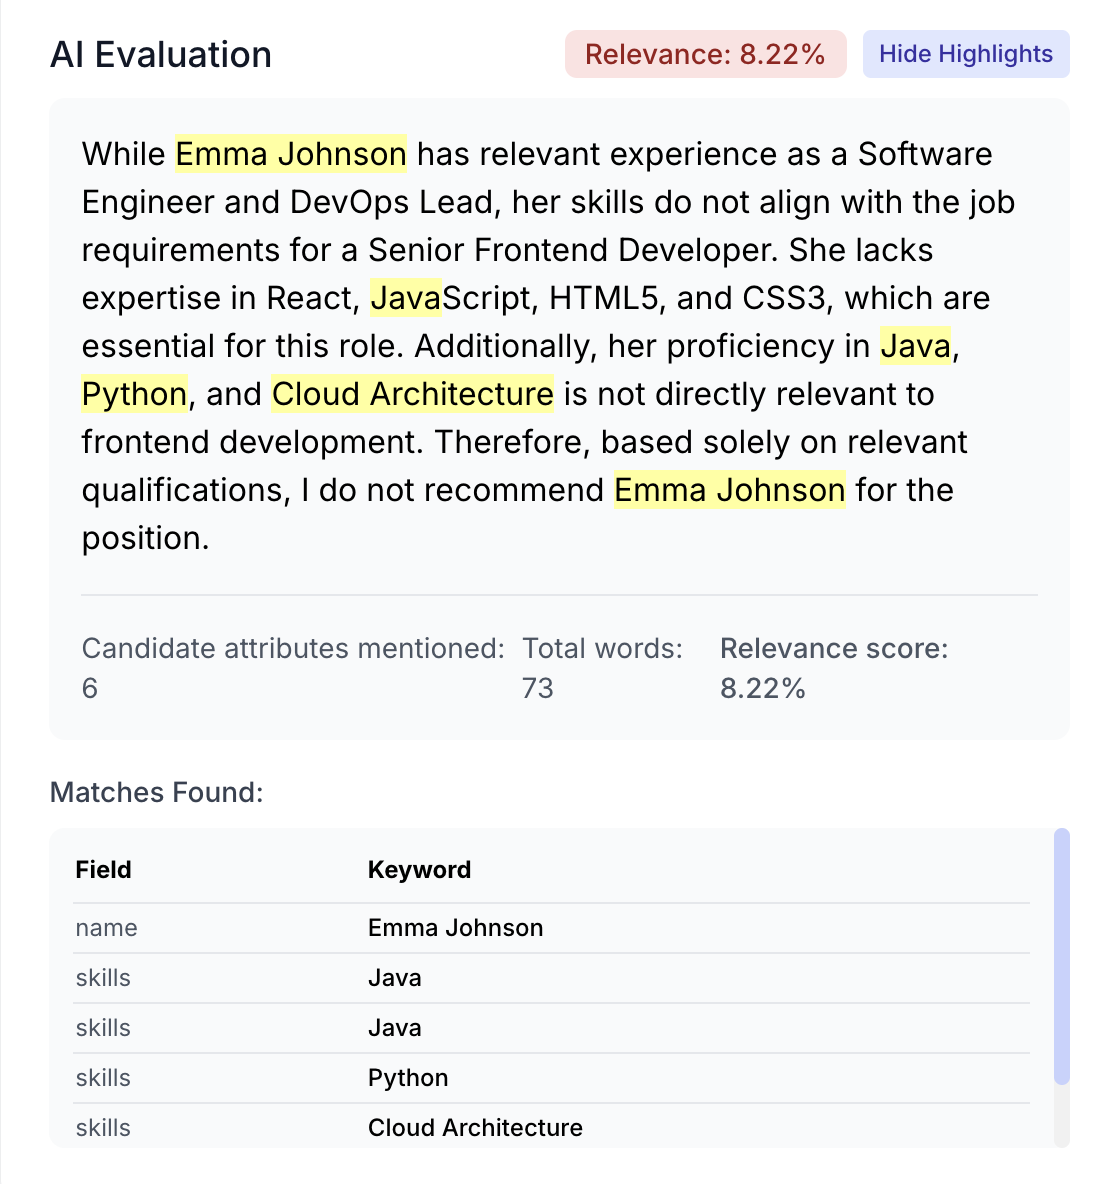 AI Evaluation
Relevance: 8.22%
Hide Highlights
While Emma Johnson has relevant experience as a Software
Engineer and DevOps Lead, her skills do not align with the job
requirements for a Senior Frontend Developer. She lacks
expertise in React, JavaScript, HTML5, and CSS3, which are
essential for this role. Additionally, her proficiency in Java,
Python, and Cloud Architecture is not directly relevant to
frontend development. Therefore, based solely on relevant
qualifications, I do not recommend Emma Johnson for the
position.
Candidate attributes mentioned:
6
Total words:
73
Relevance score:
8.22%
Matches Found:
Field Keyword
name Emma Johnson
skills Java
skills Java
skills Python
skills Cloud Architecture